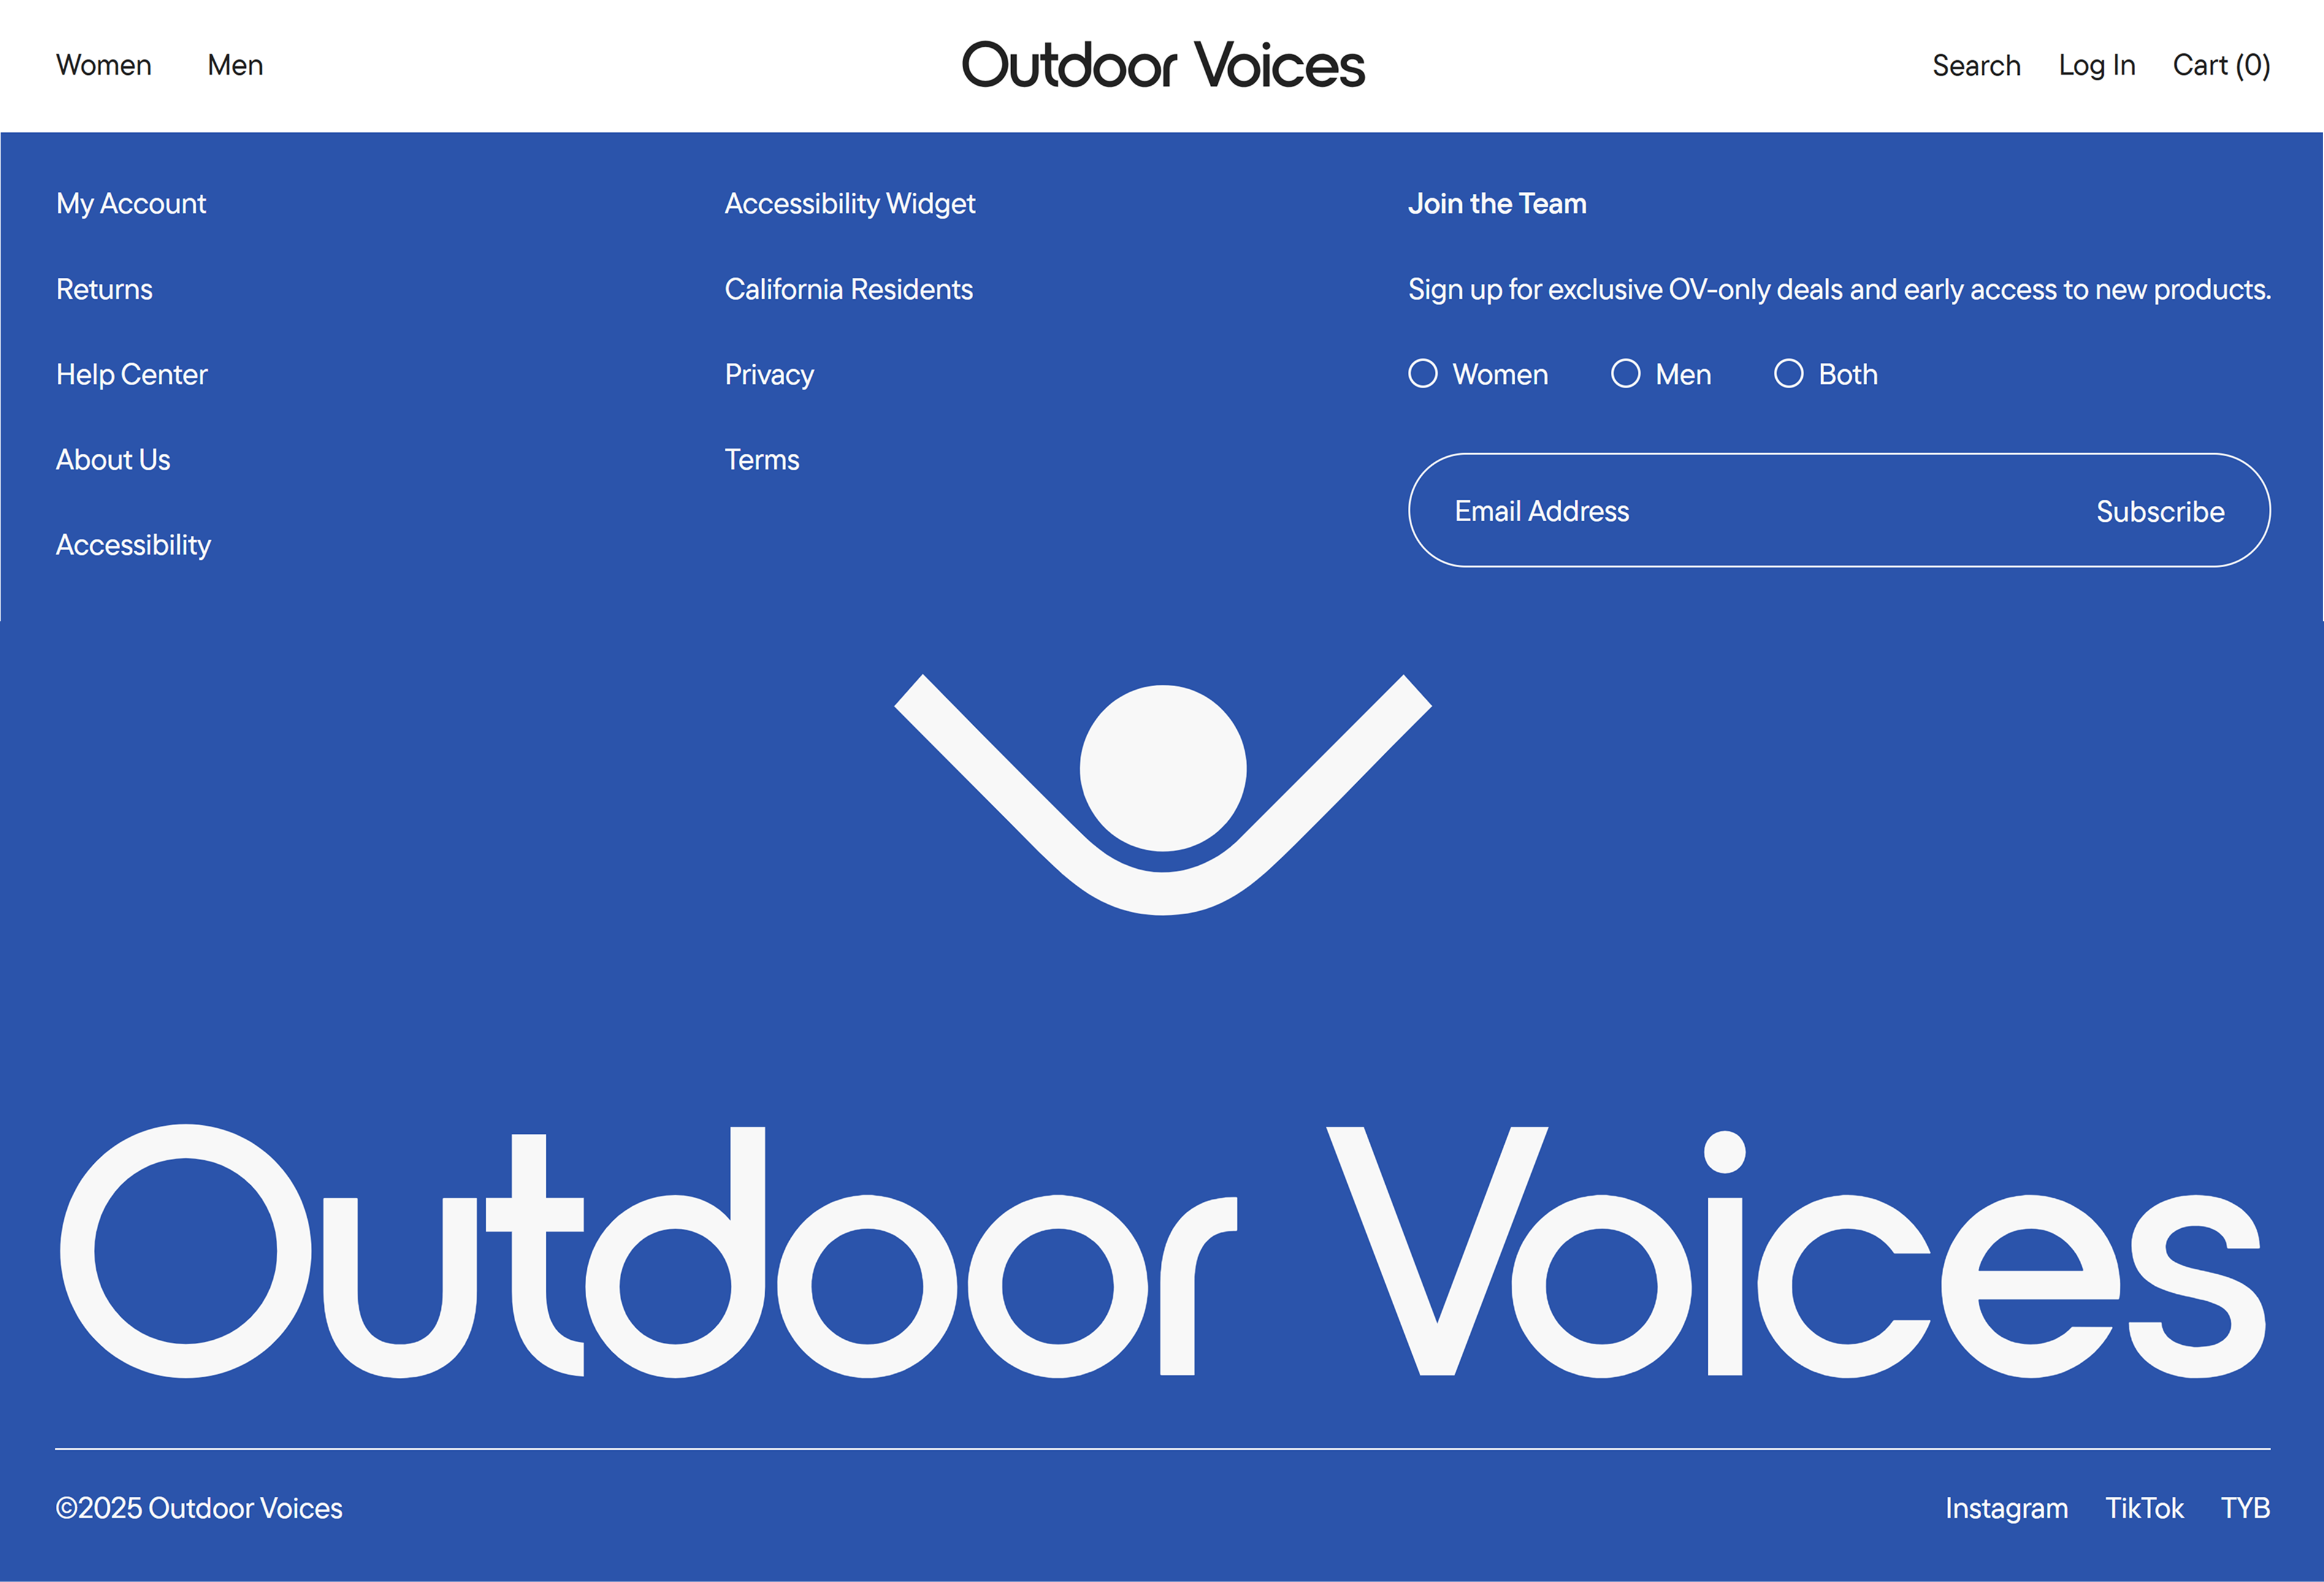 Women Men Outdoor Voices Search Log In Cart (0)
My Account
Returns
Help Center
About Us
Accessibility
Accessibility Widget
California Residents
Privacy
Terms
Join the Team
Sign up for exclusive OV-only deals and early access to new products.
Women Men Both
Email Address Subscribe
Outdoor Voices
©2025 Outdoor Voices Instagram TikTok TYB